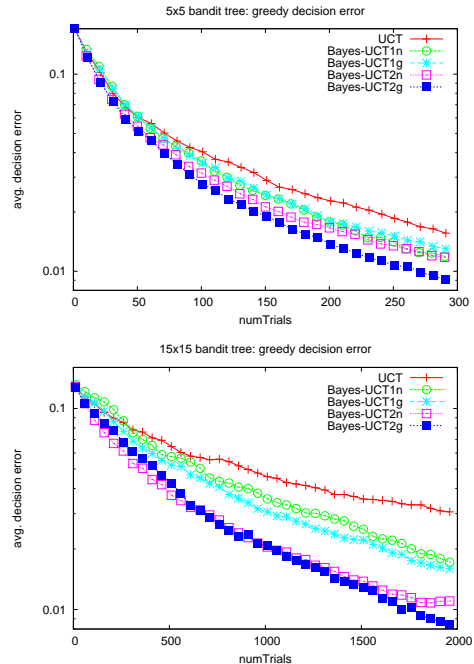 5x5 bandit tree: greedy decision error
UCT
Bayes-UCT1n
Bayes-UCT1g
Bayes-UCT2n
Bayes-UCT2g
0.1
0.01
avg. decision error
0 50 100 150 200 250 300
numTrials
15x15 bandit tree: greedy decision error
UCT
Bayes-UCT1n
Bayes-UCT1g
Bayes-UCT2n
Bayes-UCT2g
0.1
0.01
avg. decision error
0 500 1000 1500 2000
numTrials